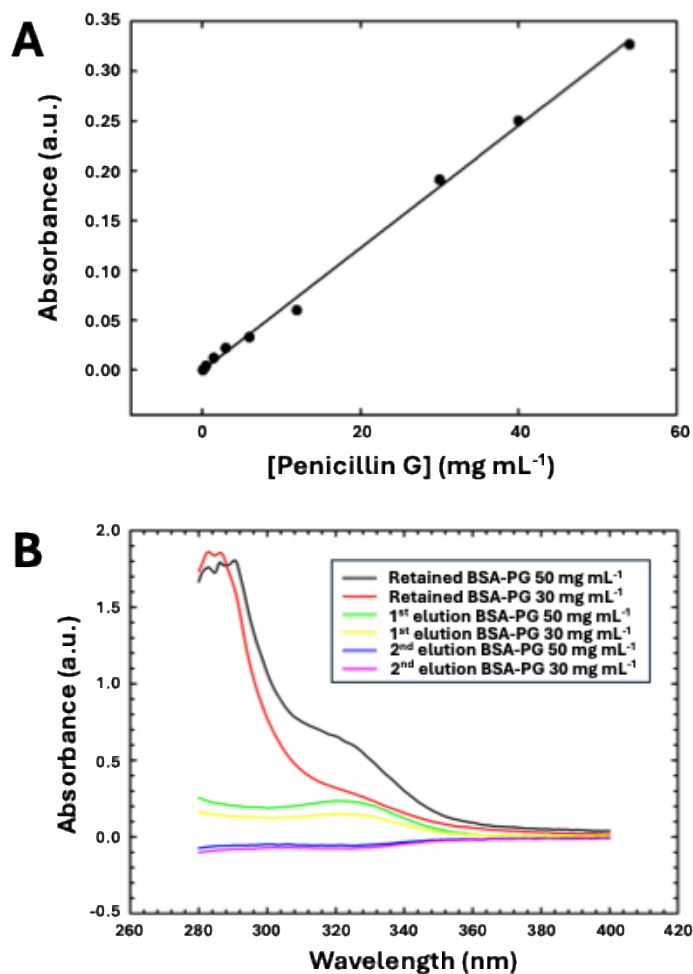 A
0.35
0.30
0.25
0.20
0.15
0.10
0.05
0.00
Absorbance (a.u.)
0 20 40 60
[Penicillin G] (mg mL⁻¹)
B
2.0
1.5
1.0
0.5
0.0
-0.5
Absorbance (a.u.)
Retained BSA-PG 50 mg mL⁻¹
Retained BSA-PG 30 mg mL⁻¹
1ˢᵗ elution BSA-PG 50 mg mL⁻¹
1ˢᵗ elution BSA-PG 30 mg mL⁻¹
2ⁿᵈ elution BSA-PG 50 mg mL⁻¹
2ⁿᵈ elution BSA-PG 30 mg mL⁻¹
260 280 300 320 340 360 380 400 420
Wavelength (nm)